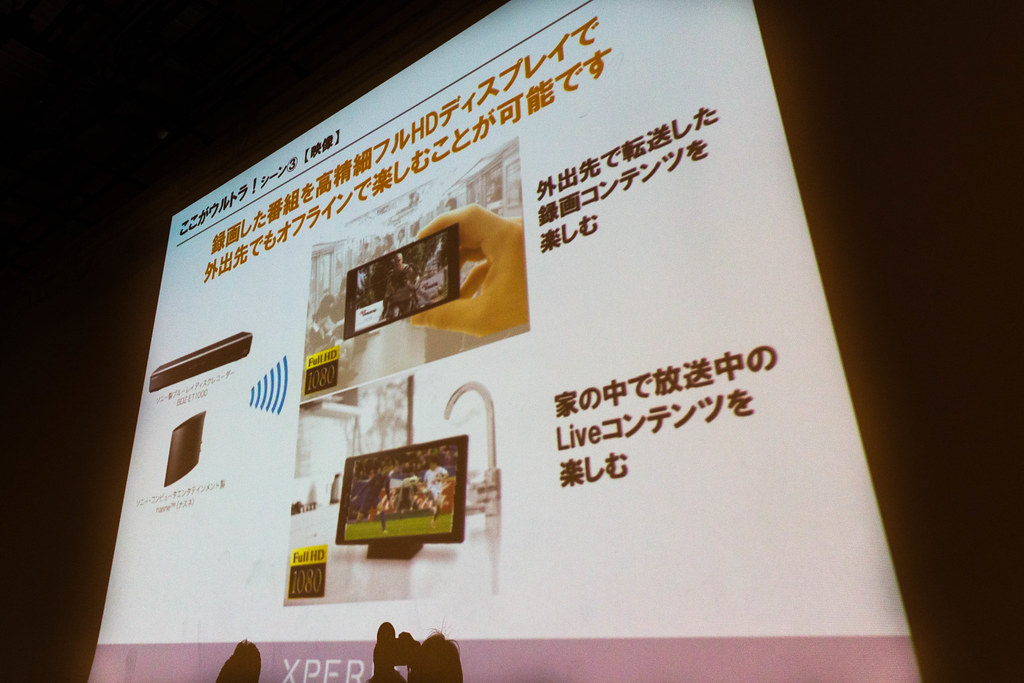 ここがウルトラ！シーン③【映像】
録画した番組を高精細フルHDディスプレイで
外出先でもオフラインで楽しむことが可能です
外出先で転送した
録画コンテンツを
楽しむ
Full HD
1080
ソニー製ブルーレイディスクレコーダー
BDZ-ET1000
ソニー・コンピュータエンタテインメント製
nasne™(ナスネ)
家の中で放送中の
Liveコンテンツを
楽しむ
Full HD
1080
XPER